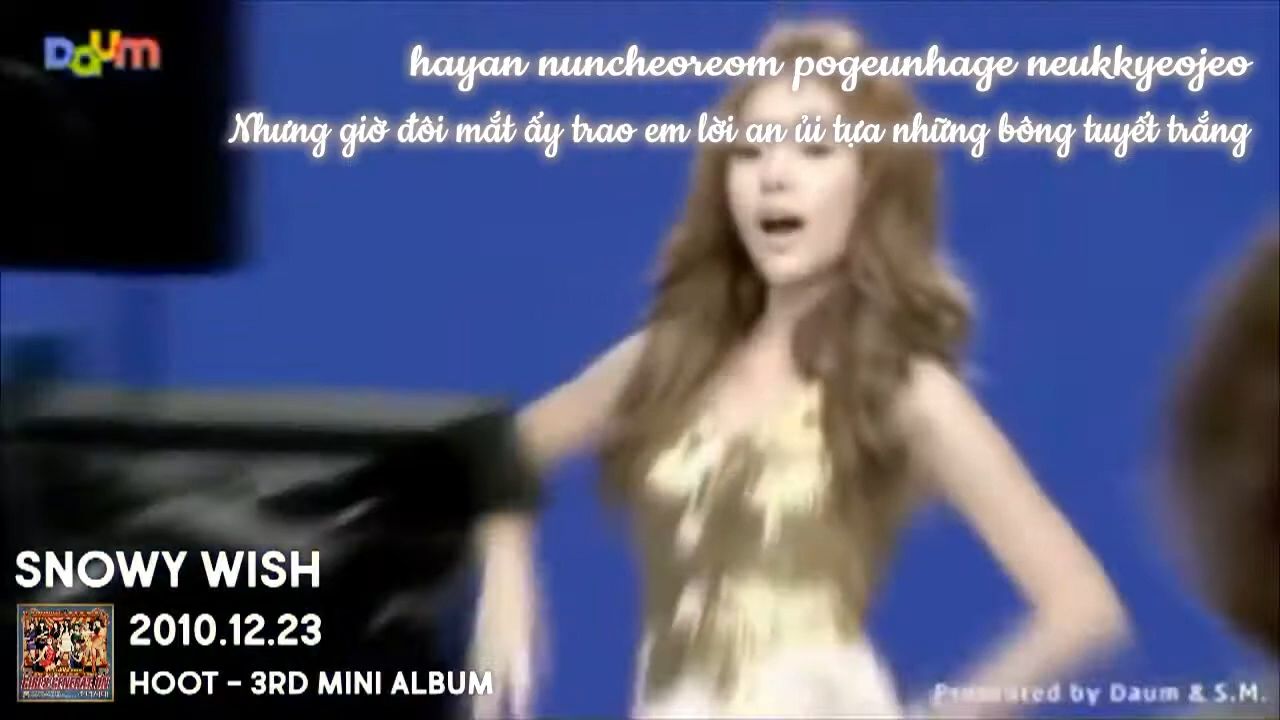 Daum
hayan nuncheoreom pogeunhage neukkyeojeo
Nhưng giờ đôi mắt ấy trao em lời an ủi tựa những bông tuyết trắng
SNOWY WISH
2010.12.23
HOOT - 3RD MINI ALBUM
Presented by Daum & S.M.